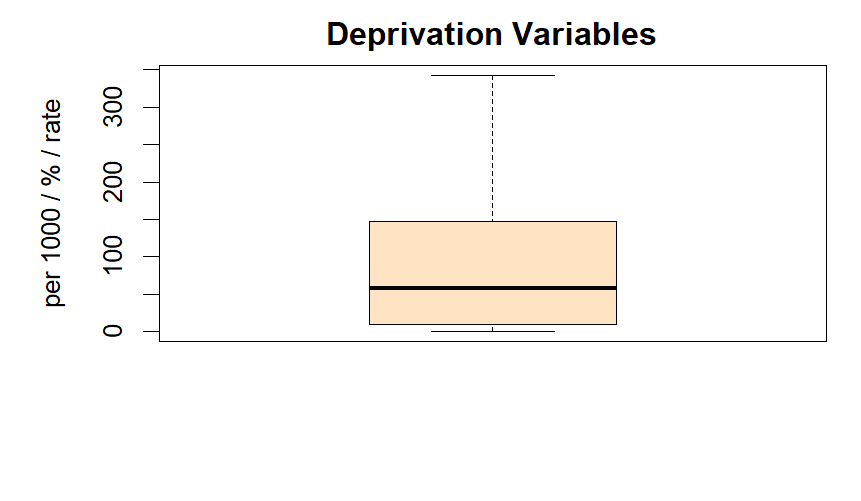 Deprivation Variables
per 1000 / % / rate
300
200
100
0